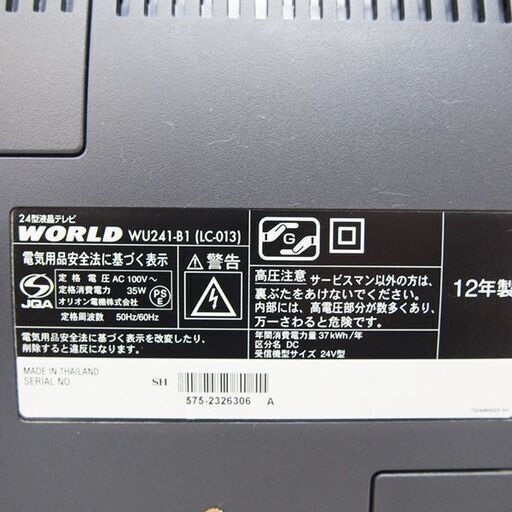 24型液晶テレビ
WORLD WU241-B1 (LC-013)
電気用品安全法に基づく表示
定格電圧 AC 100V～
定格消費電力 35W
オリオン電機株式会社
定格周波数 50Hz/60Hz
JQA
PSE
電気用品安全法に基づく表示を改変したり、
削除すると違反になります。
警告
G
高圧注意 サービスマン以外の方は、
裏ぶたをあけないでください。
内部には、高電圧部分が数多くあり、
万一さわると危険です。
年間消費電力量 37kWh/年
区分名 DC
受信機型サイズ 24V型
12年製
MADE IN THAILAND
SERIAL NO
SH
575-2326306 A